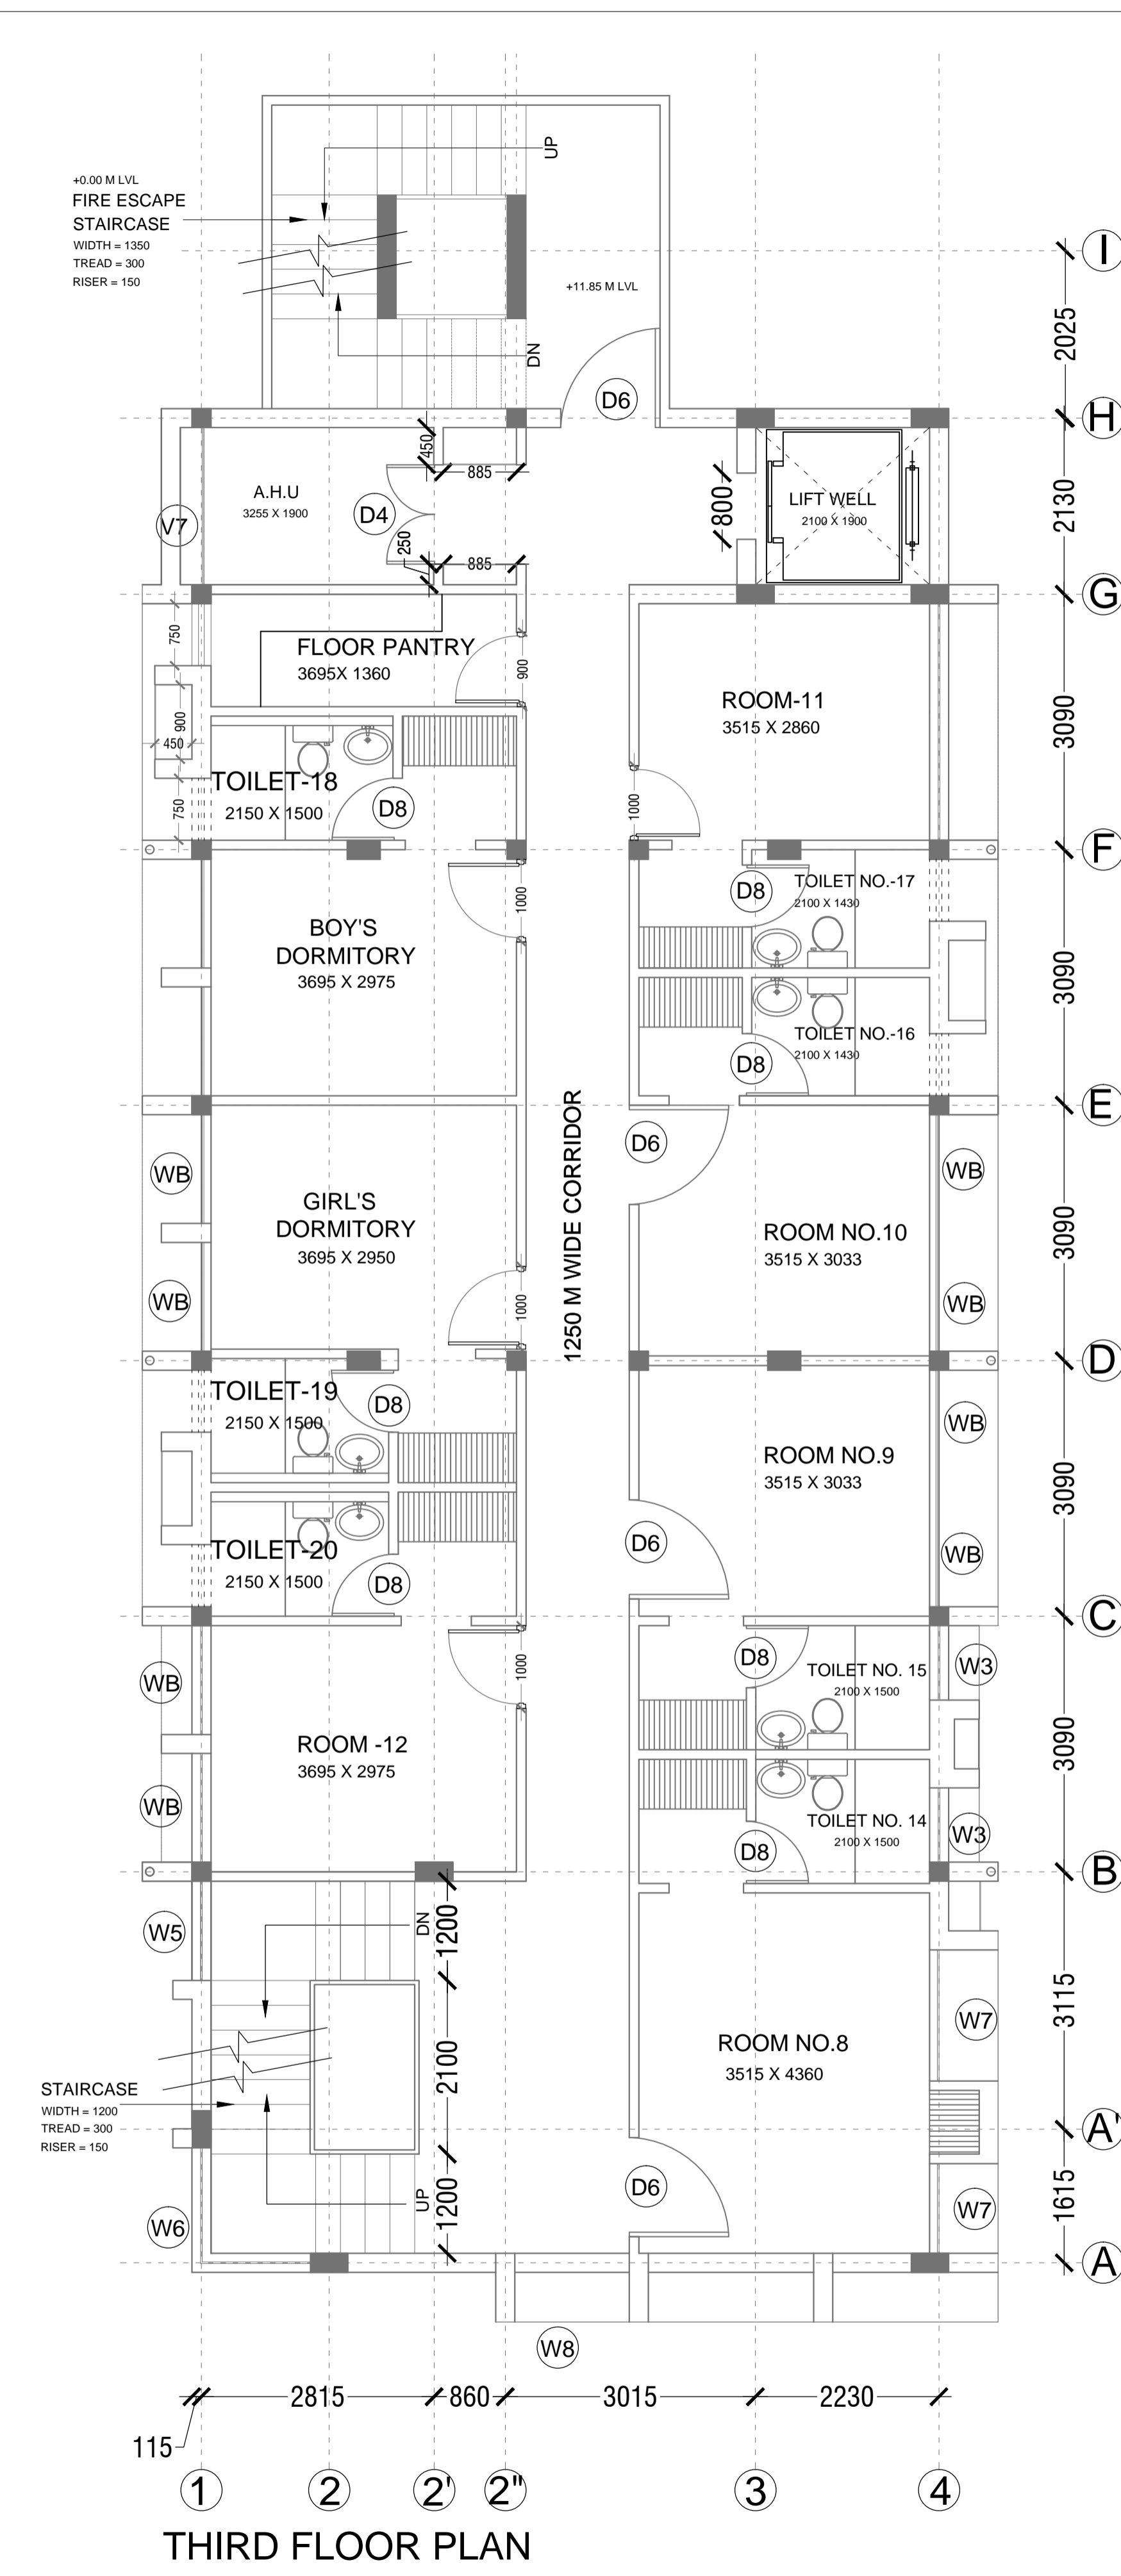 UP
+0.00 M LVL
FIRE ESCAPE
STAIRCASE
WIDTH = 1350
TREAD = 300
RISER = 150
I
+11.85 M LVL
2025
DN
D6
H
450
885
A.H.U
3255 X 1900
D4
V7
800
LIFT WELL
2100 X 1900
2130
250
885
G
750
FLOOR PANTRY
3695X 1360
900
ROOM-11
3515 X 2860
3090
900
450
TOILET-18
2150 X 1500
D8
750
1000
F
1000
D8
TOILET NO.-17
2100 X 1430
BOY'S
DORMITORY
3695 X 2975
3090
TOILET NO.-16
2100 X 1430
D8
E
1250 M WIDE CORRIDOR
D6
WB
WB
GIRL'S
DORMITORY
3695 X 2950
ROOM NO.10
3515 X 3033
3090
WB
WB
1000
D
TOILET-19
2150 X 1500
D8
WB
ROOM NO.9
3515 X 3033
3090
D6
WB
TOILET-20
2150 X 1500
D8
C
1000
D8
TOILET NO. 15
2100 X 1500
W3
WB
ROOM -12
3695 X 2975
3090
WB
TOILET NO. 14
2100 X 1500
W3
D8
B
W5
DN
1200
3115
W7
ROOM NO.8
3515 X 4360
2100
STAIRCASE
WIDTH = 1200
TREAD = 300
RISER = 150
A'
D6
UP
1200
W7
1615
W6
A
W8
2815
860
3015
2230
115
1
2
2'
2"
3
4
THIRD FLOOR PLAN